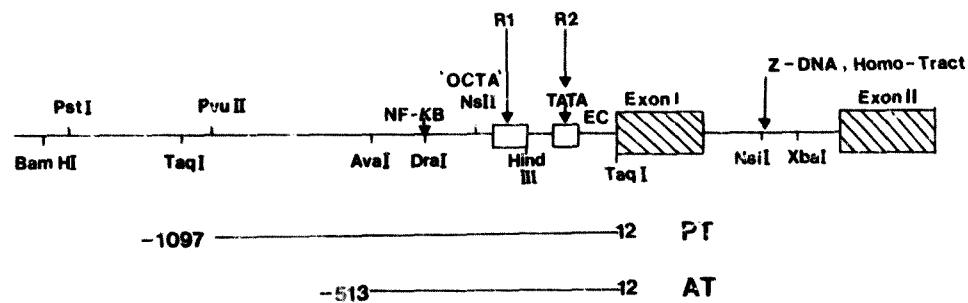 R1 R2
'OCTA' Z-DNA, Homo-Tract
Pst I Pvu II NsiI TATA Exon I Exon II
NF-KB EC
Bam HI Taq I Ava I Dra I Hind III Taq I Nsi I Xba I
-1097 12 PT
-513 12 AT